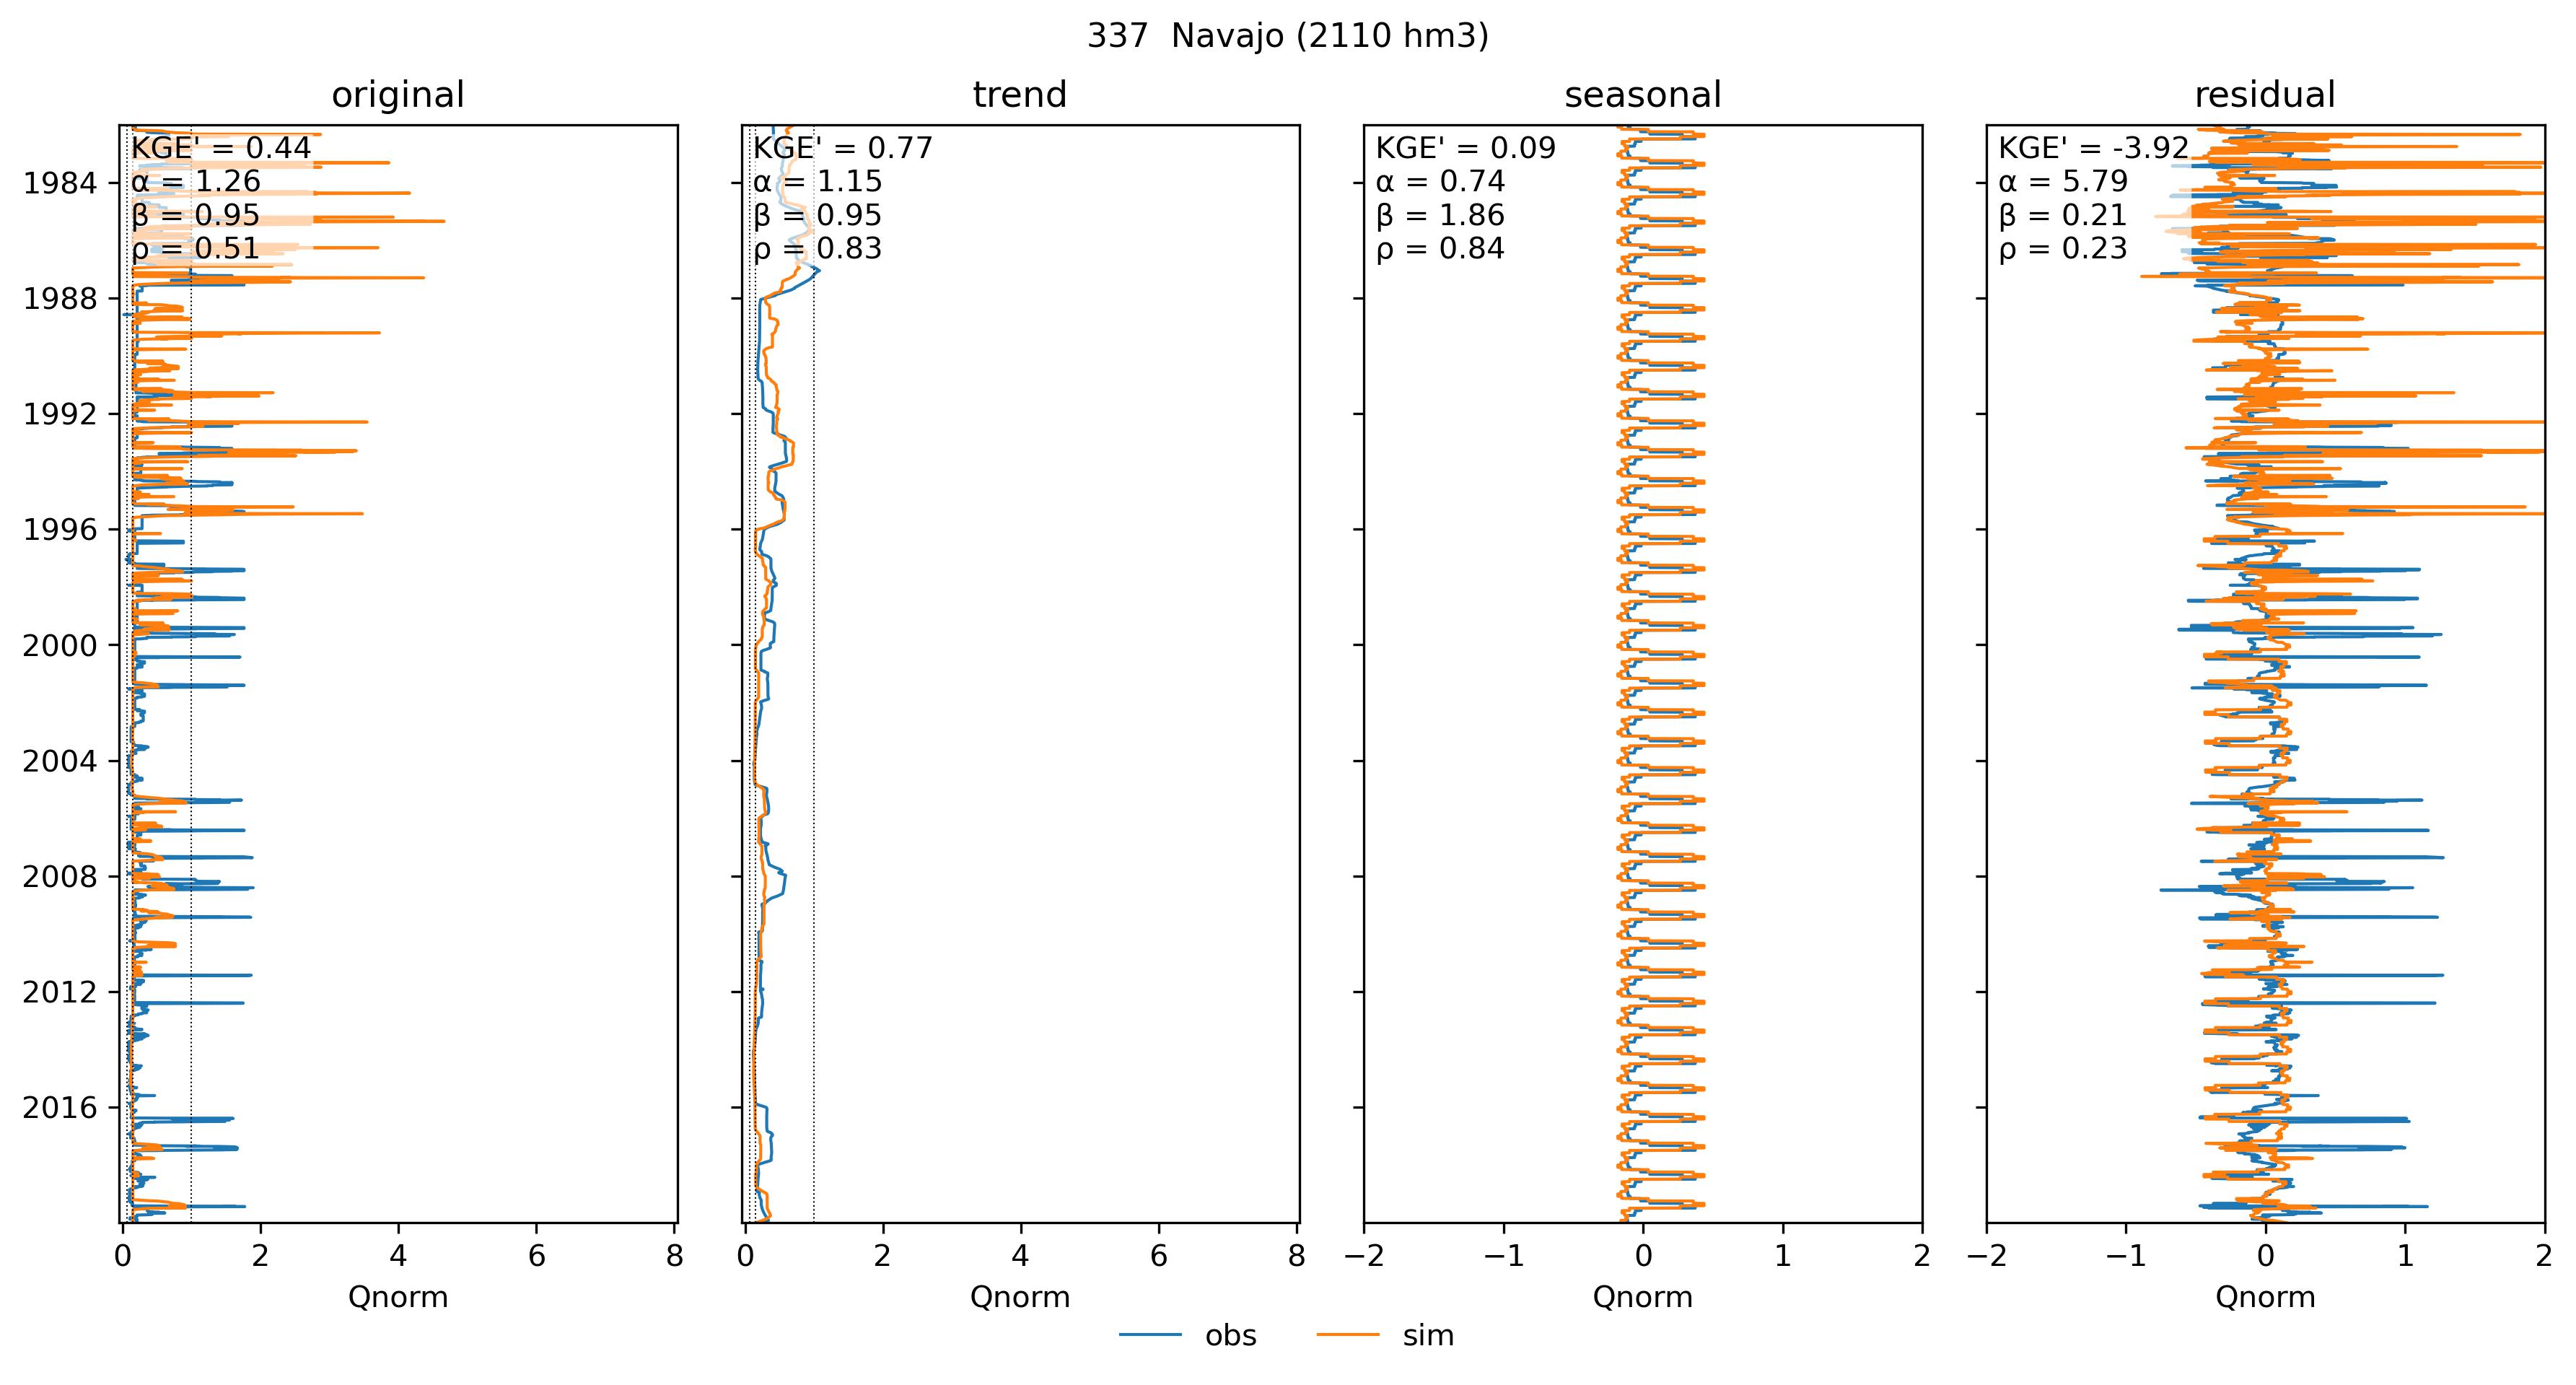 337  Navajo (2110 hm3)
original
trend
seasonal
residual
KGE' = 0.44
α = 1.26
β = 0.95
ρ = 0.51
KGE' = 0.77
α = 1.15
β = 0.95
ρ = 0.83
KGE' = 0.09
α = 0.74
β = 1.86
ρ = 0.84
KGE' = -3.92
α = 5.79
β = 0.21
ρ = 0.23
1984
1988
1992
1996
2000
2004
2008
2012
2016
0 2 4 6 8
0 2 4 6 8
−2 −1 0 1 2
−2 −1 0 1 2
Qnorm
Qnorm
Qnorm
Qnorm
obs
sim